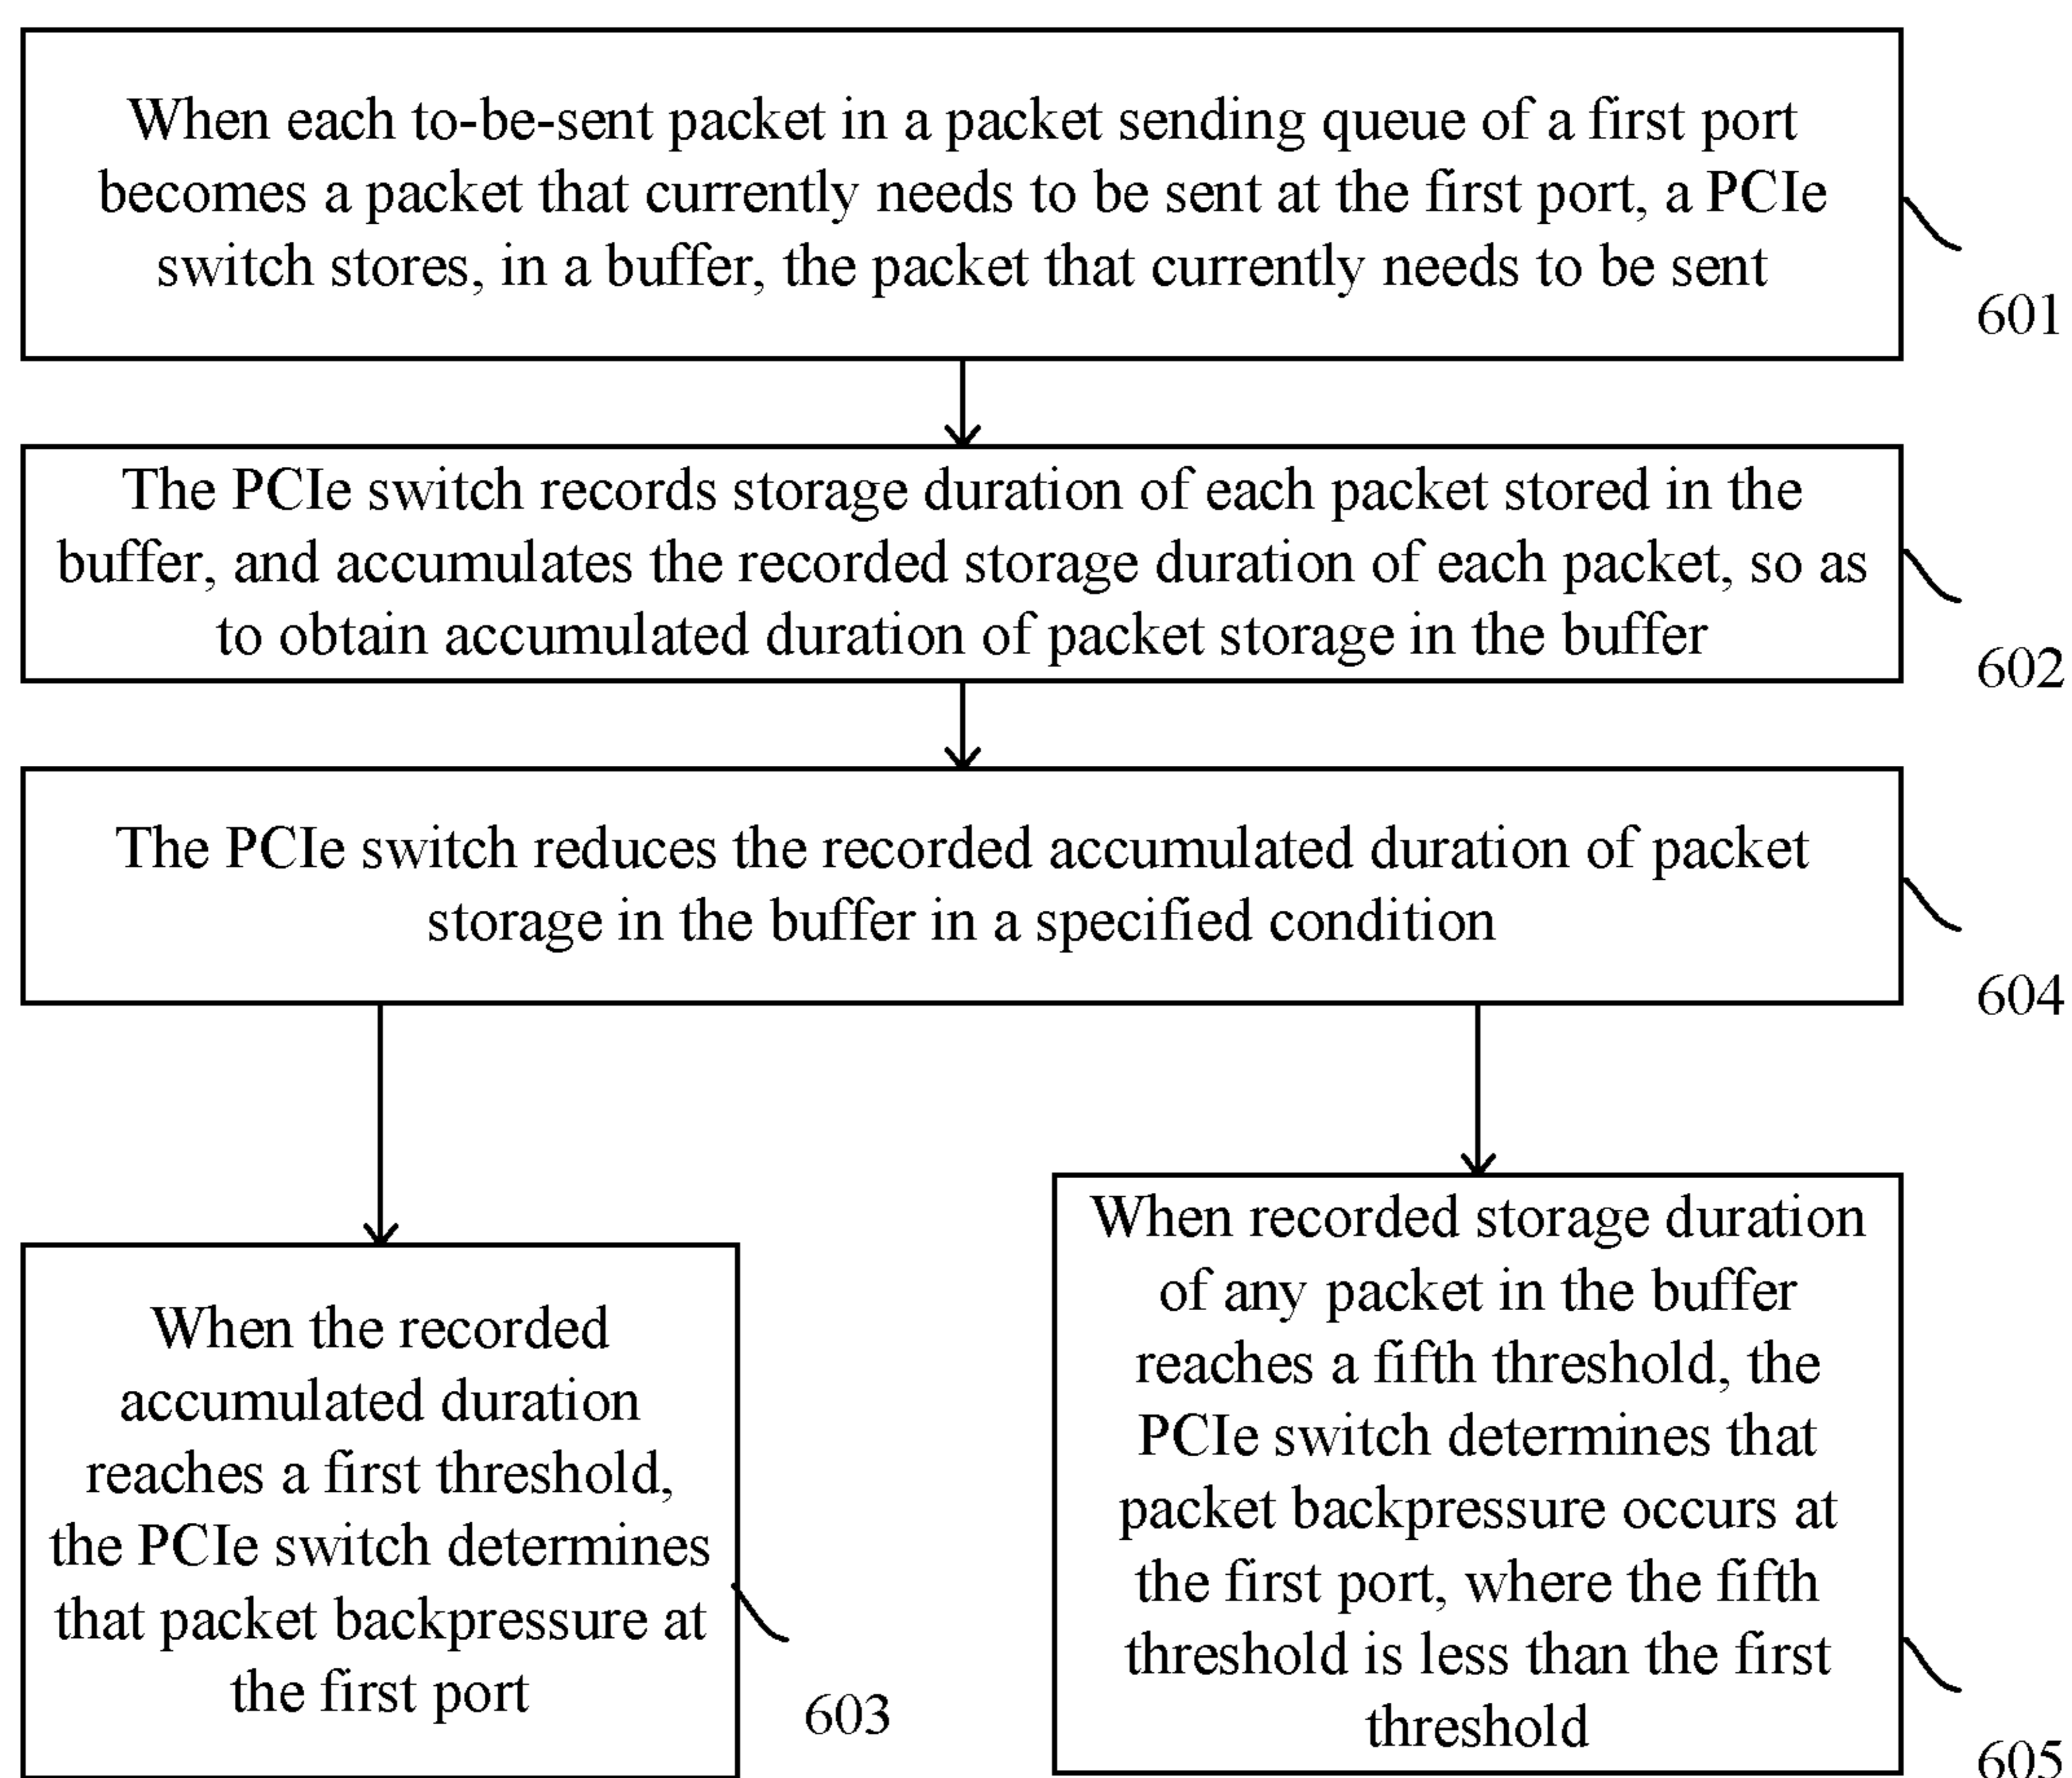 When each to-be-sent packet in a packet sending queue of a first port
becomes a packet that currently needs to be sent at the first port, a PCIe
switch stores, in a buffer, the packet that currently needs to be sent
601
The PCIe switch records storage duration of each packet stored in the
buffer, and accumulates the recorded storage duration of each packet, so as
to obtain accumulated duration of packet storage in the buffer
602
The PCIe switch reduces the recorded accumulated duration of packet
storage in the buffer in a specified condition
604
When the recorded
accumulated duration
reaches a first threshold,
the PCIe switch determines
that packet backpressure at
the first port
603
When recorded storage duration
of any packet in the buffer
reaches a fifth threshold, the
PCIe switch determines that
packet backpressure occurs at
the first port, where the fifth
threshold is less than the first
threshold
605